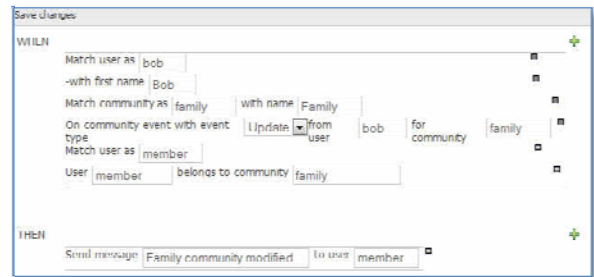 Save changes
WHEN
Match user as bob
-with first name Bob
Match community as family with name Family
On community event with event type Update from user bob for community family
Match user as member
User member belongs to community family
THEN
Send message Family community modified to user member